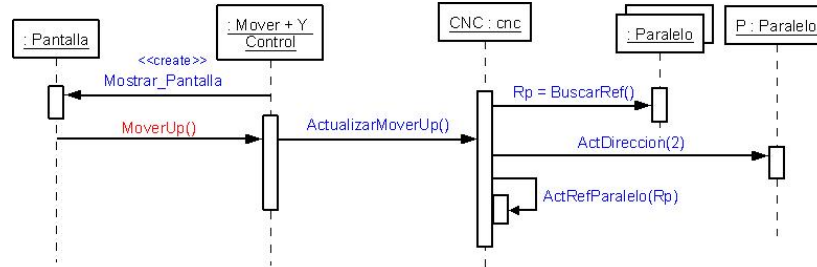 : Pantalla
: Mover + Y
Control
CNC : cnc
: Paralelo
P : Paralelo
<<create>>
Mostrar_Pantalla
Rp = BuscarRef()
MoverUp()
ActualizarMoverUp()
ActDireccion(2)
ActRefParalelo(Rp)